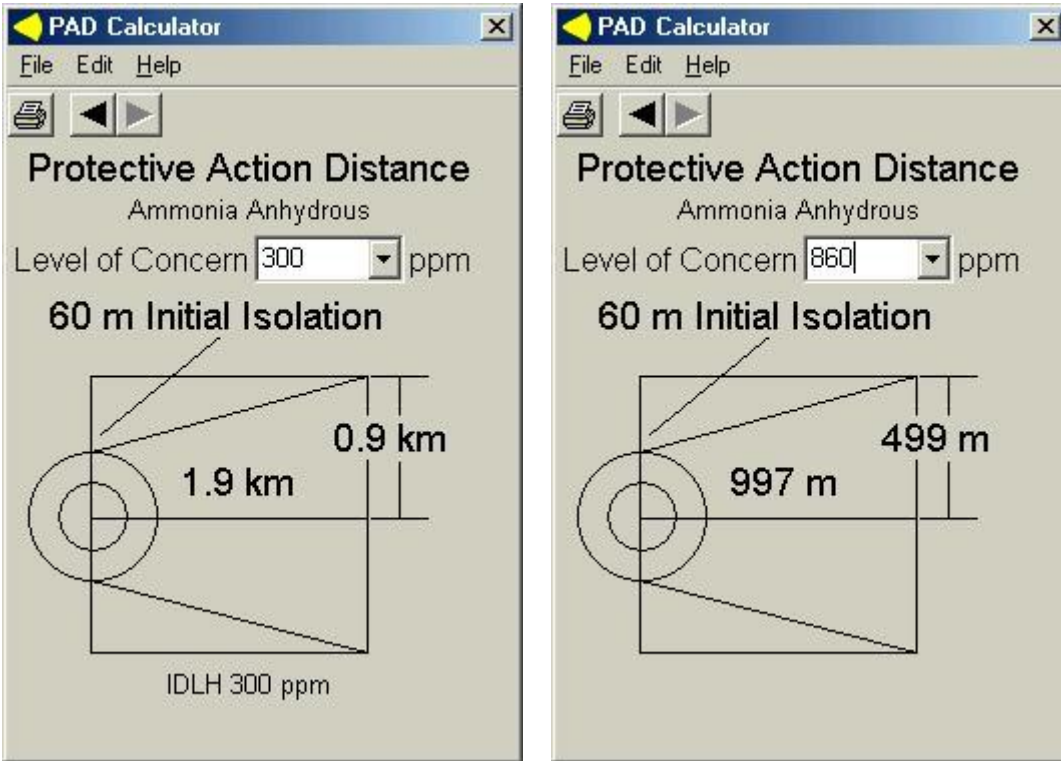 PAD Calculator
File Edit Help
Protective Action Distance
Ammonia Anhydrous
Level of Concern 300 ppm
60 m Initial Isolation
0.9 km
1.9 km
IDLH 300 ppm
PAD Calculator
File Edit Help
Protective Action Distance
Ammonia Anhydrous
Level of Concern 860 ppm
60 m Initial Isolation
499 m
997 m